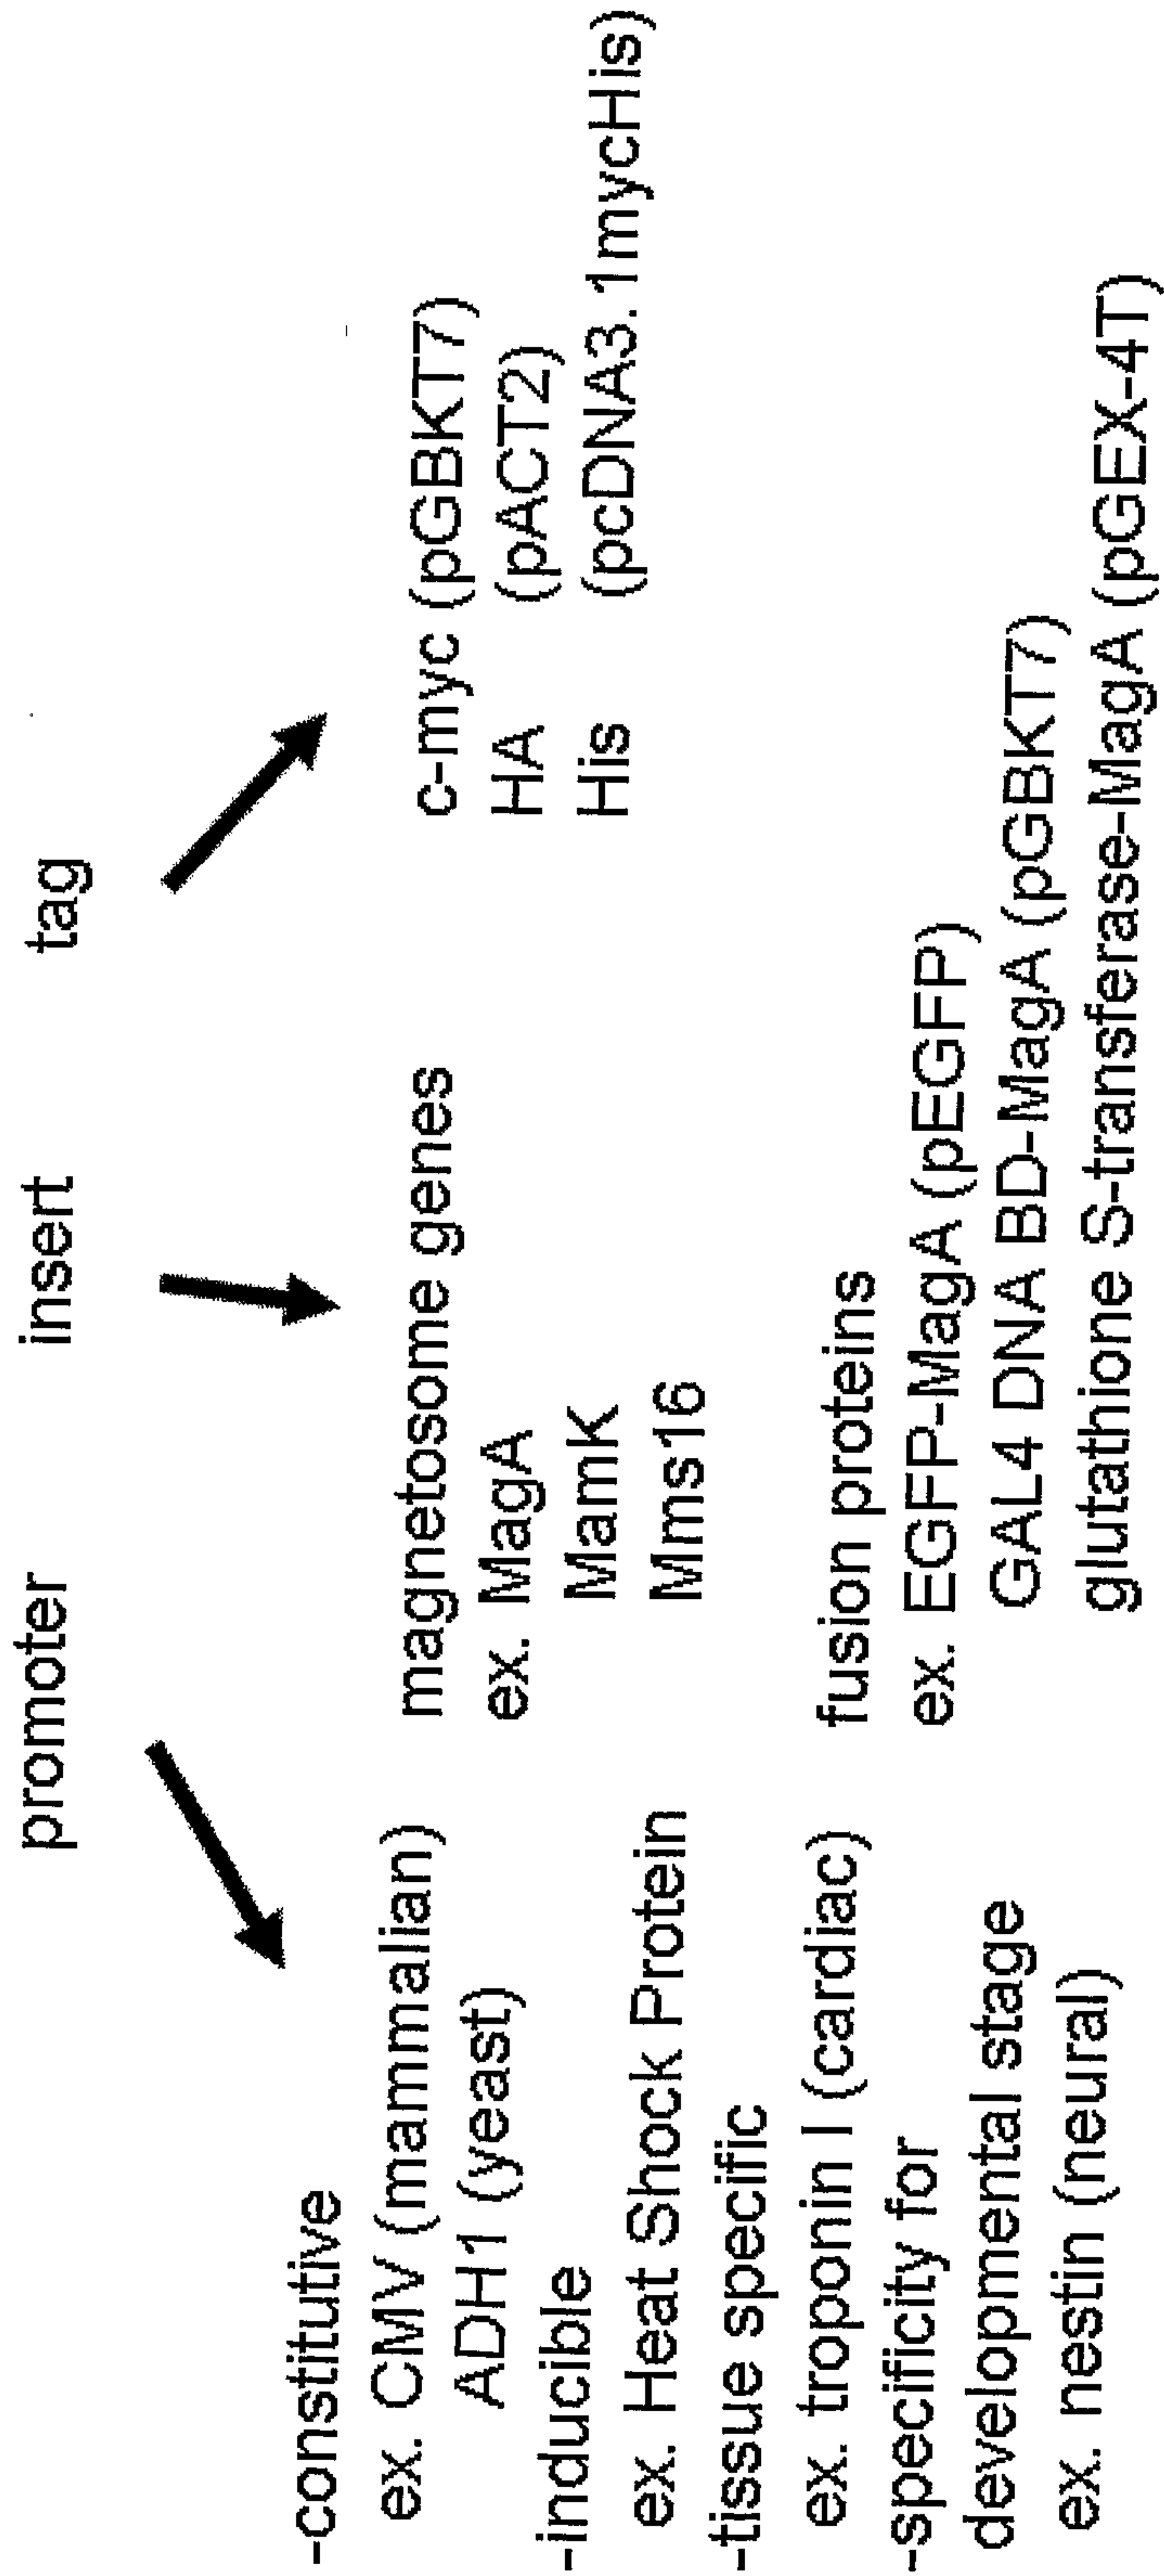 promoter insert tag
-constitutive
ex. CMV (mammalian)
ADH1 (yeast)
-inducible
ex. Heat Shock Protein
-tissue specific
ex. troponin I (cardiac)
-specificity for
developmental stage
ex. nestin (neural)
magnetosome genes
ex. MagA
MamK
Mms16
fusion proteins
ex. EGFP-MagA (pEGFP)
GAL4 DNA BD-MagA (pGBKT7)
glutathione S-transferase-MagA (pGEX-4T)
c-myc (pGBKT7)
HA (pACT2)
His (pcDNA3.1mycHis)